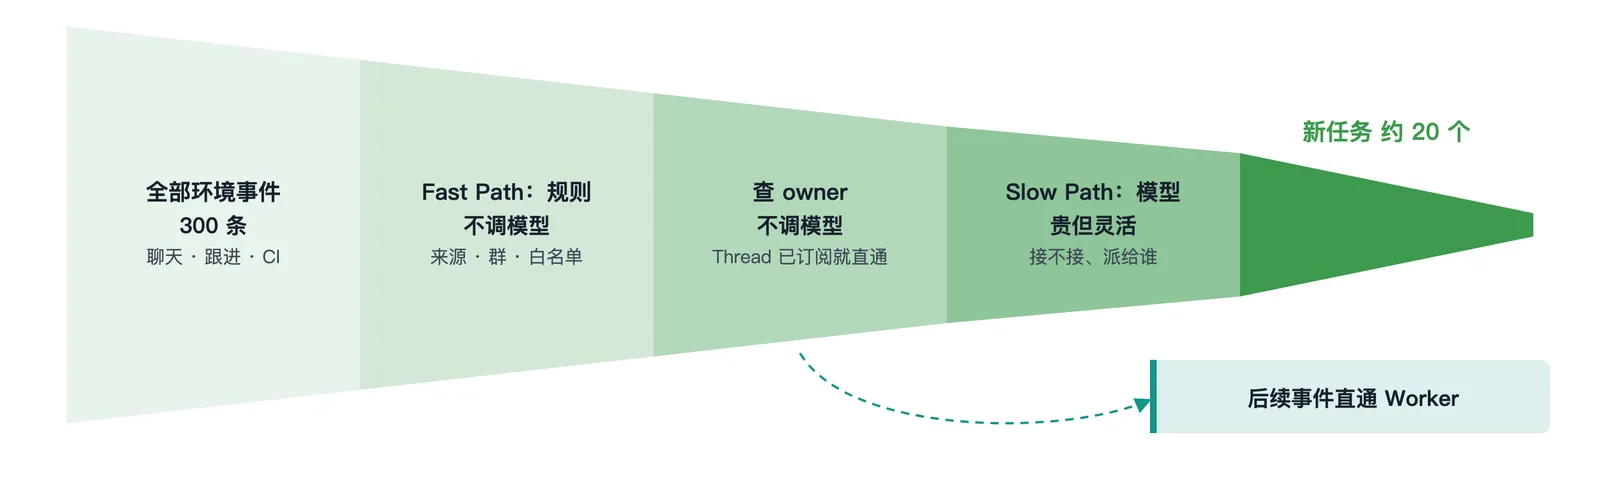 全部环境事件
300 条
聊天 · 跟进 · CI
Fast Path：规则
不调模型
来源 · 群 · 白名单
查 owner
不调模型
Thread 已订阅就直通
Slow Path：模型
贵但灵活
接不接、派给谁
新任务 约 20 个
后续事件直通 Worker